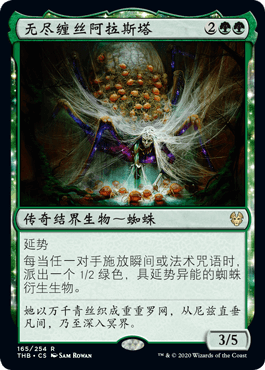 无尽缠丝阿拉斯塔
2
传奇结界生物～蜘蛛
延势
每当任一对手施放瞬间或法术咒语时，
派出一个 1/2 绿色，具延势异能的蜘蛛
衍生生物。
她以万千青丝织成重重罗网，从尼兹直垂
凡间，乃至深入冥界。
3/5
165/254 R
THB • CS SAM ROWAN
™ & © 2020 Wizards of the Coast